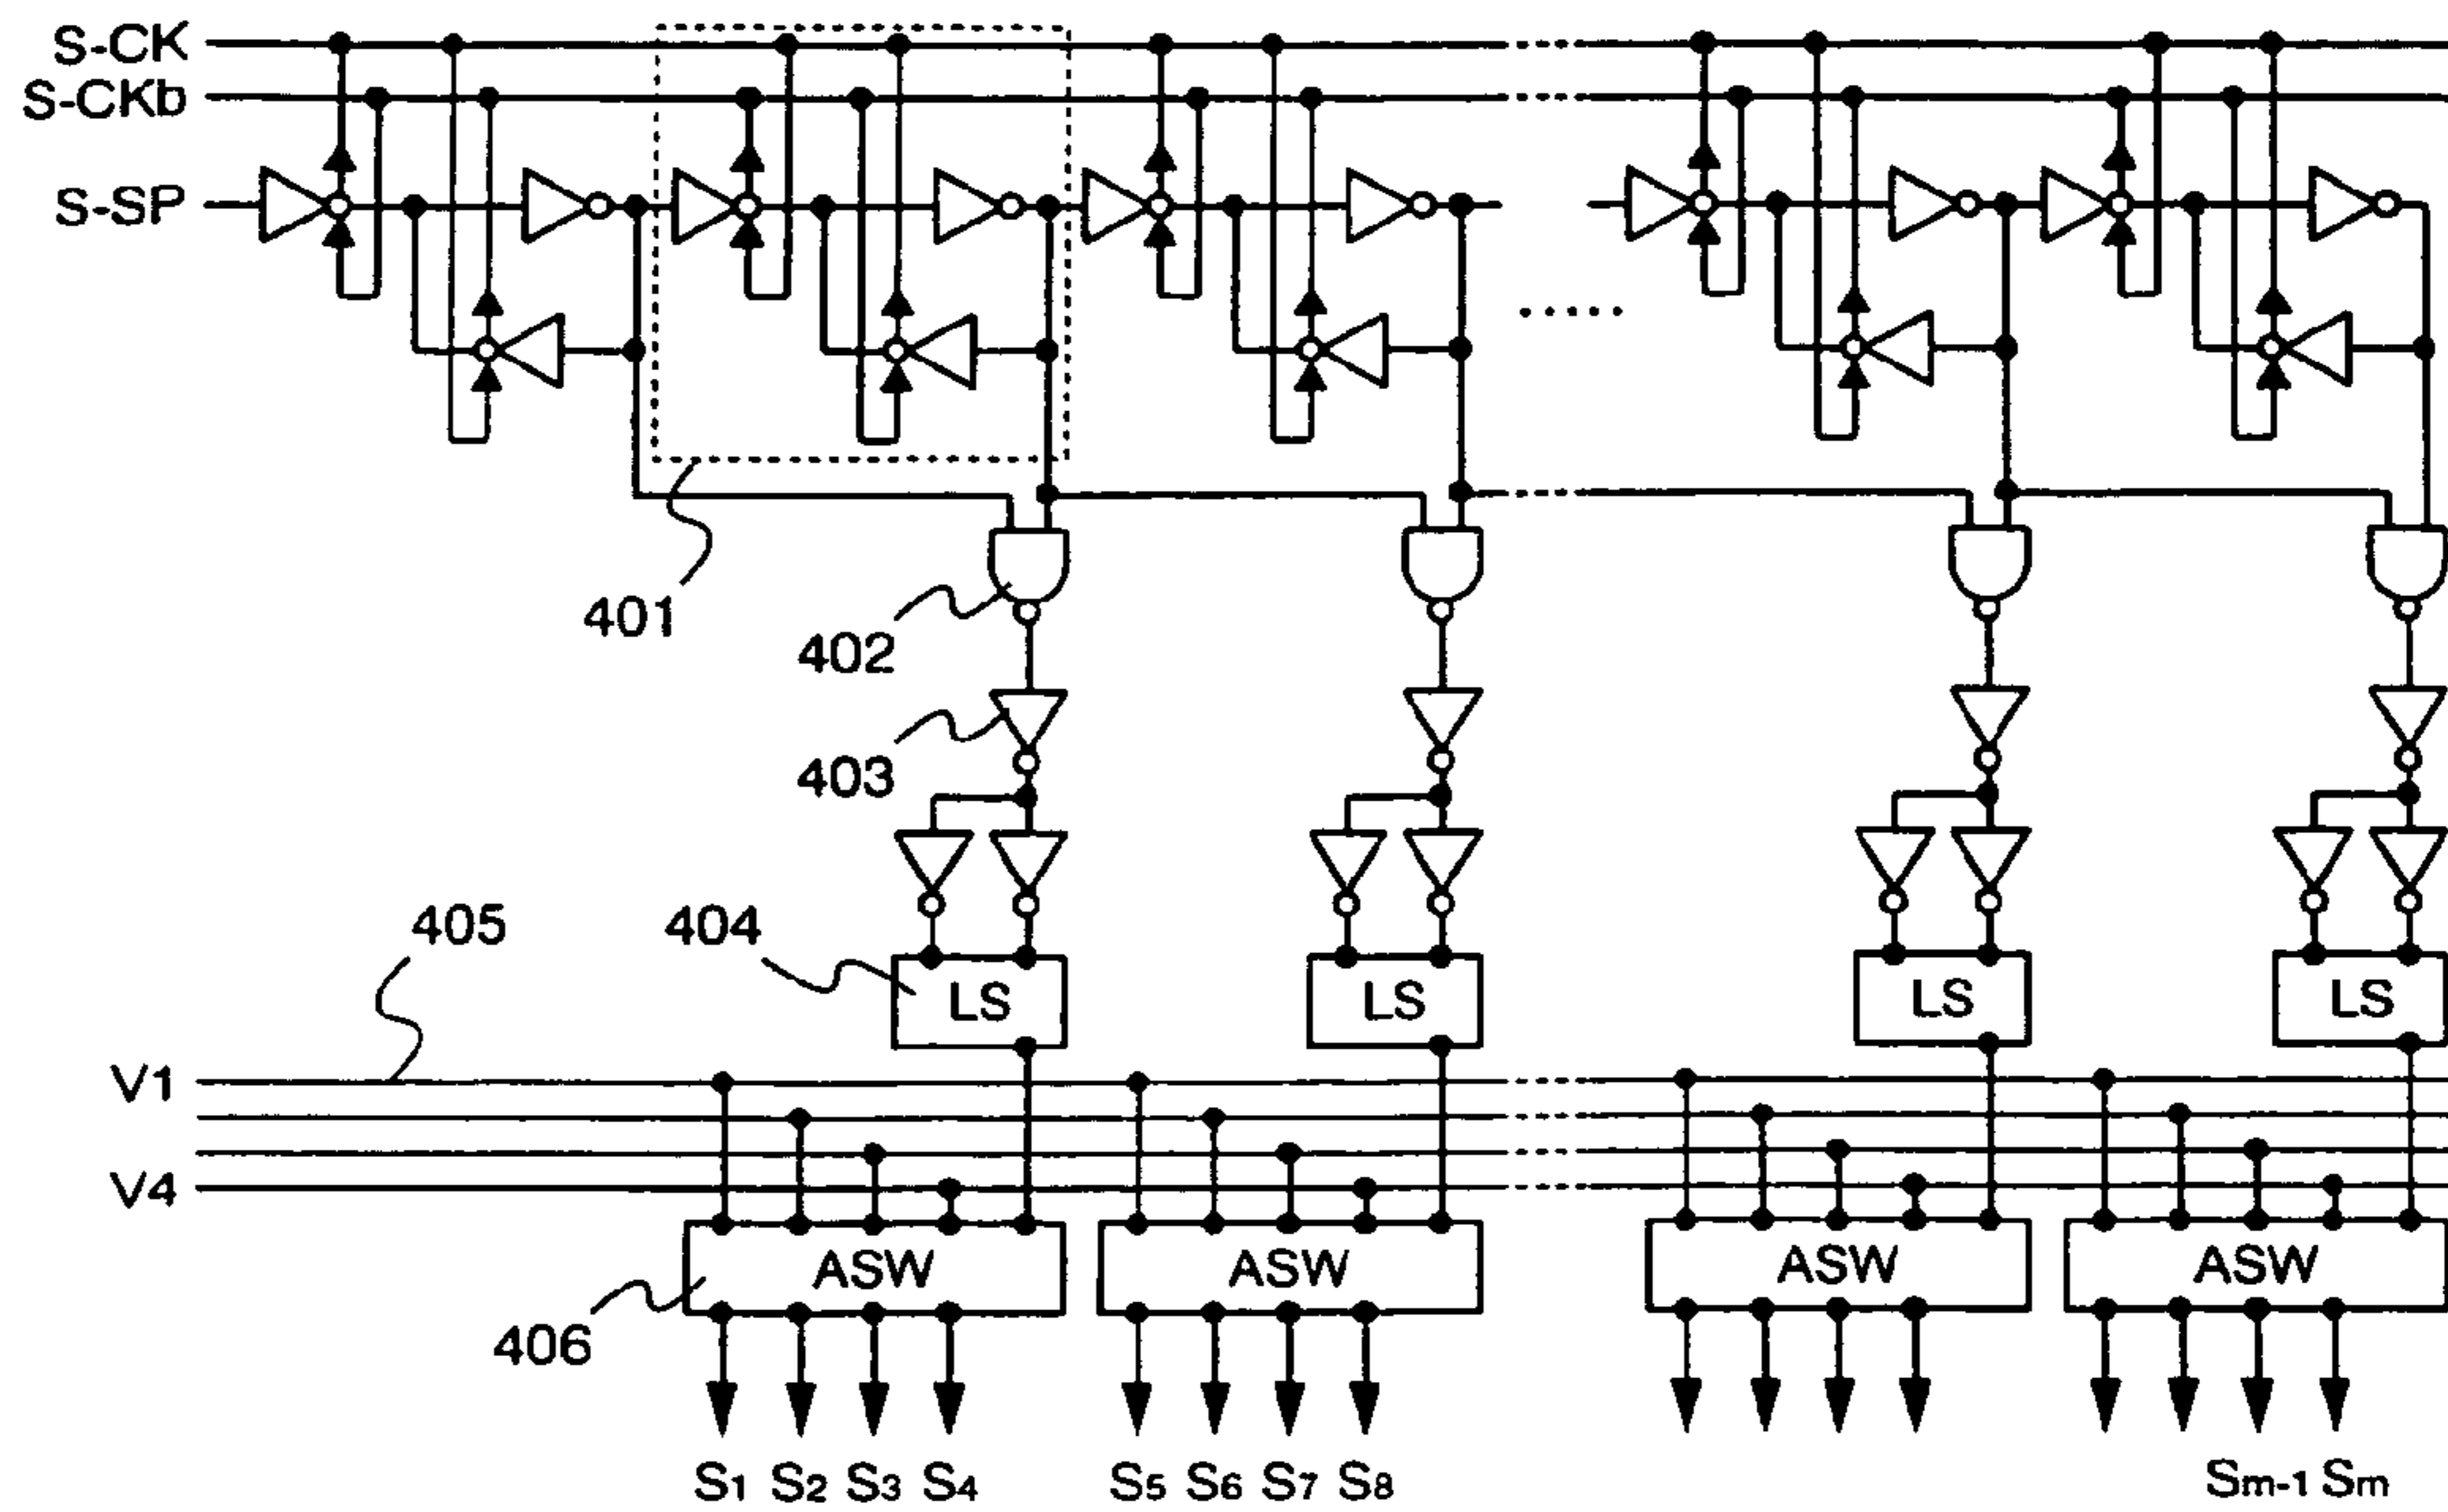 S-CK
S-CKb
S-SP
401
402
403
405 404
LS LS LS LS
V1
V4
ASW ASW ASW ASW
406
S1 S2 S3 S4 S5 S6 S7 S8 Sm-1 Sm